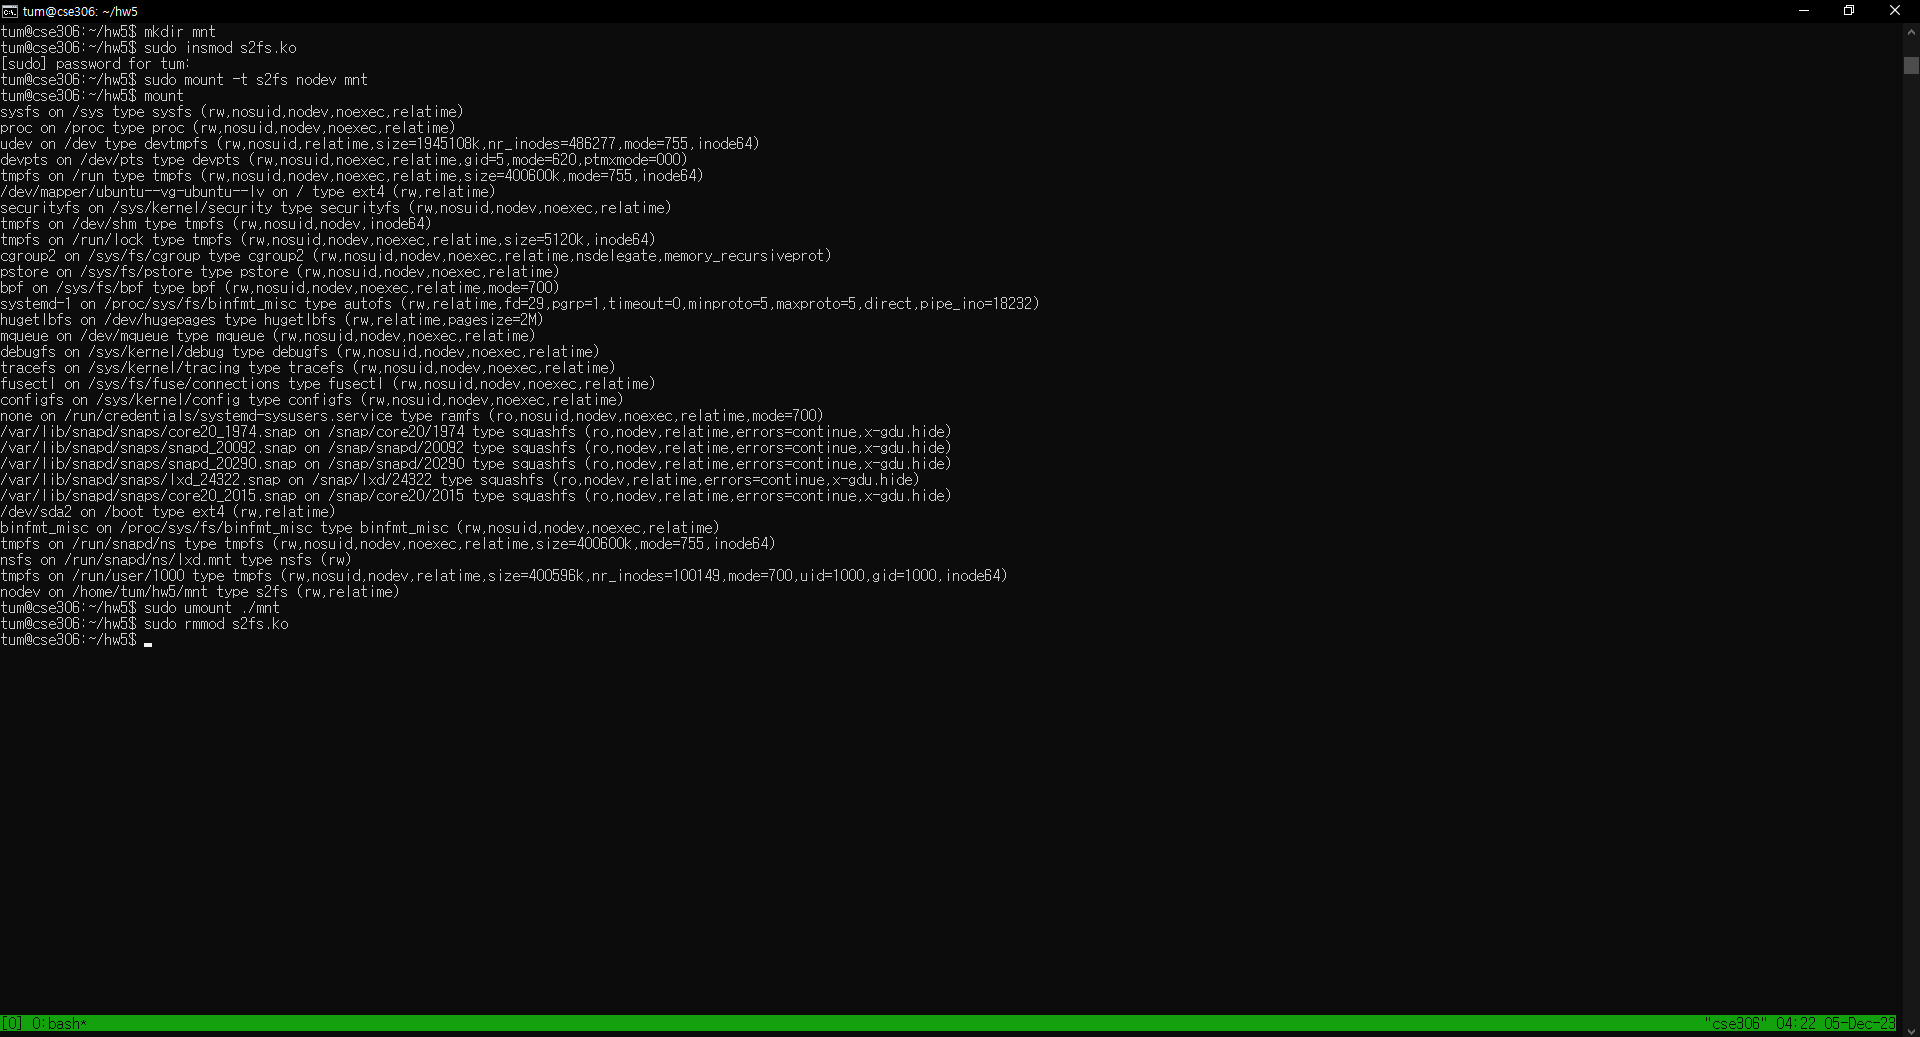 tum@cse306: ~/hw5
tum@cse306:~/hw5$ mkdir mnt
tum@cse306:~/hw5$ sudo insmod s2fs.ko
[sudo] password for tum:
tum@cse306:~/hw5$ sudo mount -t s2fs nodev mnt
tum@cse306:~/hw5$ mount
sysfs on /sys type sysfs (rw,nosuid,nodev,noexec,relatime)
proc on /proc type proc (rw,nosuid,nodev,noexec,relatime)
udev on /dev type devtmpfs (rw,nosuid,relatime,size=1945108k,nr_inodes=486277,mode=755,inode64)
devpts on /dev/pts type devpts (rw,nosuid,noexec,relatime,gid=5,mode=620,ptmxmode=000)
tmpfs on /run type tmpfs (rw,nosuid,nodev,noexec,relatime,size=400600k,mode=755,inode64)
/dev/mapper/ubuntu--vg-ubuntu--lv on / type ext4 (rw,relatime)
securityfs on /sys/kernel/security type securityfs (rw,nosuid,nodev,noexec,relatime)
tmpfs on /dev/shm type tmpfs (rw,nosuid,nodev,inode64)
tmpfs on /run/lock type tmpfs (rw,nosuid,nodev,noexec,relatime,size=5120k,inode64)
cgroup2 on /sys/fs/cgroup type cgroup2 (rw,nosuid,nodev,noexec,relatime,nsdelegate,memory_recursiveprot)
pstore on /sys/fs/pstore type pstore (rw,nosuid,nodev,noexec,relatime)
bpf on /sys/fs/bpf type bpf (rw,nosuid,nodev,noexec,relatime,mode=700)
systemd-1 on /proc/sys/fs/binfmt_misc type autofs (rw,relatime,fd=29,pgrp=1,timeout=0,minproto=5,maxproto=5,direct,pipe_ino=18232)
hugetlbfs on /dev/hugepages type hugetlbfs (rw,relatime,pagesize=2M)
mqueue on /dev/mqueue type mqueue (rw,nosuid,nodev,noexec,relatime)
debugfs on /sys/kernel/debug type debugfs (rw,nosuid,nodev,noexec,relatime)
tracefs on /sys/kernel/tracing type tracefs (rw,nosuid,nodev,noexec,relatime)
fusectl on /sys/fs/fuse/connections type fusectl (rw,nosuid,nodev,noexec,relatime)
configfs on /sys/kernel/config type configfs (rw,nosuid,nodev,noexec,relatime)
none on /run/credentials/systemd-sysusers.service type ramfs (ro,nosuid,nodev,noexec,relatime,mode=700)
/var/lib/snapd/snaps/core20_1974.snap on /snap/core20/1974 type squashfs (ro,nodev,relatime,errors=continue,x-gdu.hide)
/var/lib/snapd/snaps/snapd_20092.snap on /snap/snapd/20092 type squashfs (ro,nodev,relatime,errors=continue,x-gdu.hide)
/var/lib/snapd/snaps/snapd_20290.snap on /snap/snapd/20290 type squashfs (ro,nodev,relatime,errors=continue,x-gdu.hide)
/var/lib/snapd/snaps/lxd_24322.snap on /snap/lxd/24322 type squashfs (ro,nodev,relatime,errors=continue,x-gdu.hide)
/var/lib/snapd/snaps/core20_2015.snap on /snap/core20/2015 type squashfs (ro,nodev,relatime,errors=continue,x-gdu.hide)
/dev/sda2 on /boot type ext4 (rw,relatime)
binfmt_misc on /proc/sys/fs/binfmt_misc type binfmt_misc (rw,nosuid,nodev,noexec,relatime)
tmpfs on /run/snapd/ns type tmpfs (rw,nosuid,nodev,noexec,relatime,size=400600k,mode=755,inode64)
nsfs on /run/snapd/ns/lxd.mnt type nsfs (rw)
tmpfs on /run/user/1000 type tmpfs (rw,nosuid,nodev,relatime,size=400596k,nr_inodes=100149,mode=700,uid=1000,gid=1000,inode64)
nodev on /home/tum/hw5/mnt type s2fs (rw,relatime)
tum@cse306:~/hw5$ sudo umount ./mnt
tum@cse306:~/hw5$ sudo rmmod s2fs.ko
tum@cse306:~/hw5$
[0] 0:bash* "cse306" 04:22 05-Dec-23